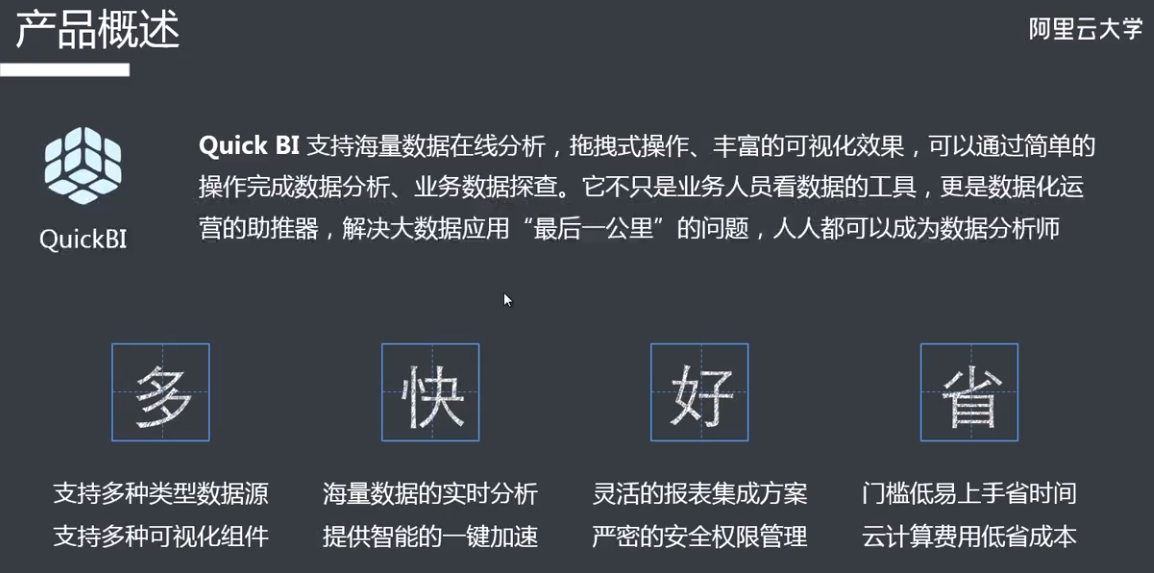 产品概述
阿里云大学
Quick BI 支持海量数据在线分析，拖拽式操作、丰富的可视化效果，可以通过简单的
操作完成数据分析、业务数据探查。它不只是业务人员看数据的工具，更是数据化运
营的助推器，解决大数据应用“最后一公里”的问题，人人都可以成为数据分析师
QuickBI
多
快
好
省
支持多种类型数据源
支持多种可视化组件
海量数据的实时分析
提供智能的一键加速
灵活的报表集成方案
严密的安全权限管理
门槛低易上手省时间
云计算费用低省成本